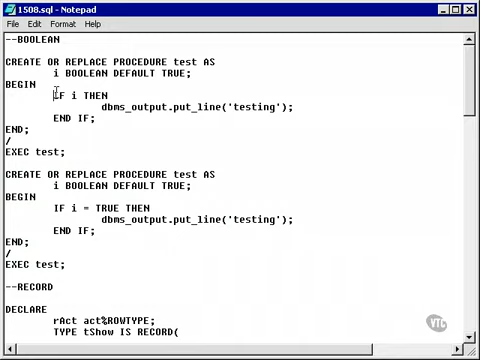 1508.sql - Notepad
File Edit Format Help
--BOOLEAN
CREATE OR REPLACE PROCEDURE test AS
i BOOLEAN DEFAULT TRUE;
BEGIN
IF i THEN
dbms_output.put_line('testing');
END IF;
END;
/
EXEC test;
CREATE OR REPLACE PROCEDURE test AS
i BOOLEAN DEFAULT TRUE;
BEGIN
IF i = TRUE THEN
dbms_output.put_line('testing');
END IF;
END;
/
EXEC test;
--RECORD
DECLARE
rAct act%ROWTYPE;
TYPE tShow IS RECORD(
VTC